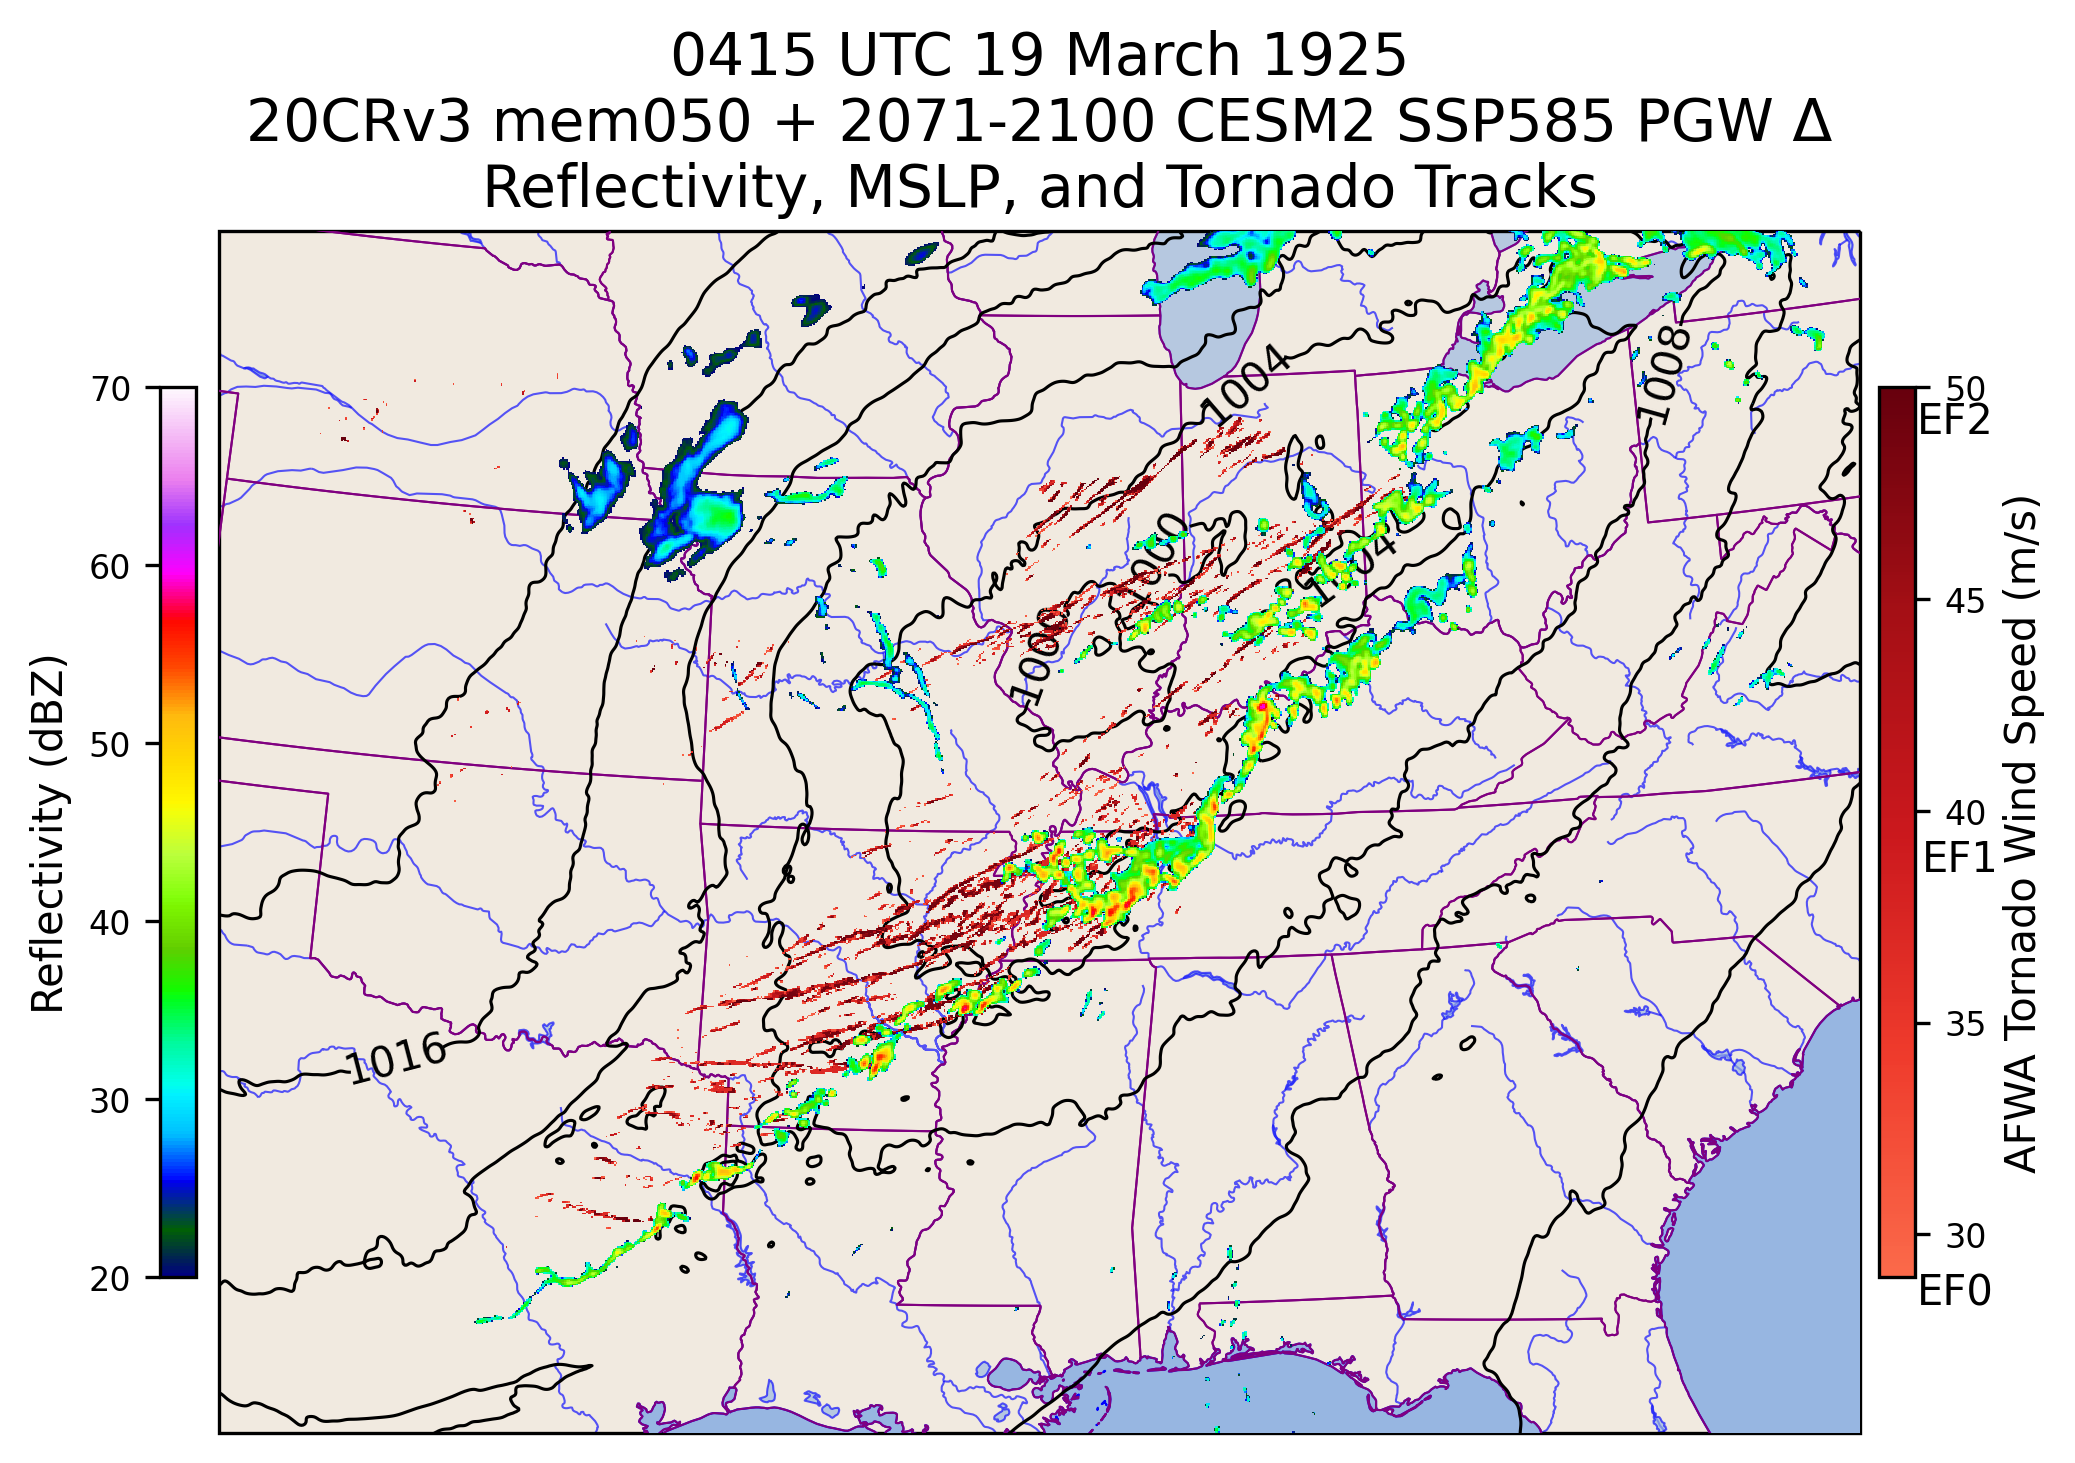 0415 UTC 19 March 1925
20CRv3 mem050 + 2071-2100 CESM2 SSP585 PGW Δ
Reflectivity, MSLP, and Tornado Tracks
70
60
50
40
30
20
Reflectivity (dBZ)
1004
1008
1000
1004
1000
1016
50
EF2
45
40
EF1
35
30
EF0
AFWA Tornado Wind Speed (m/s)